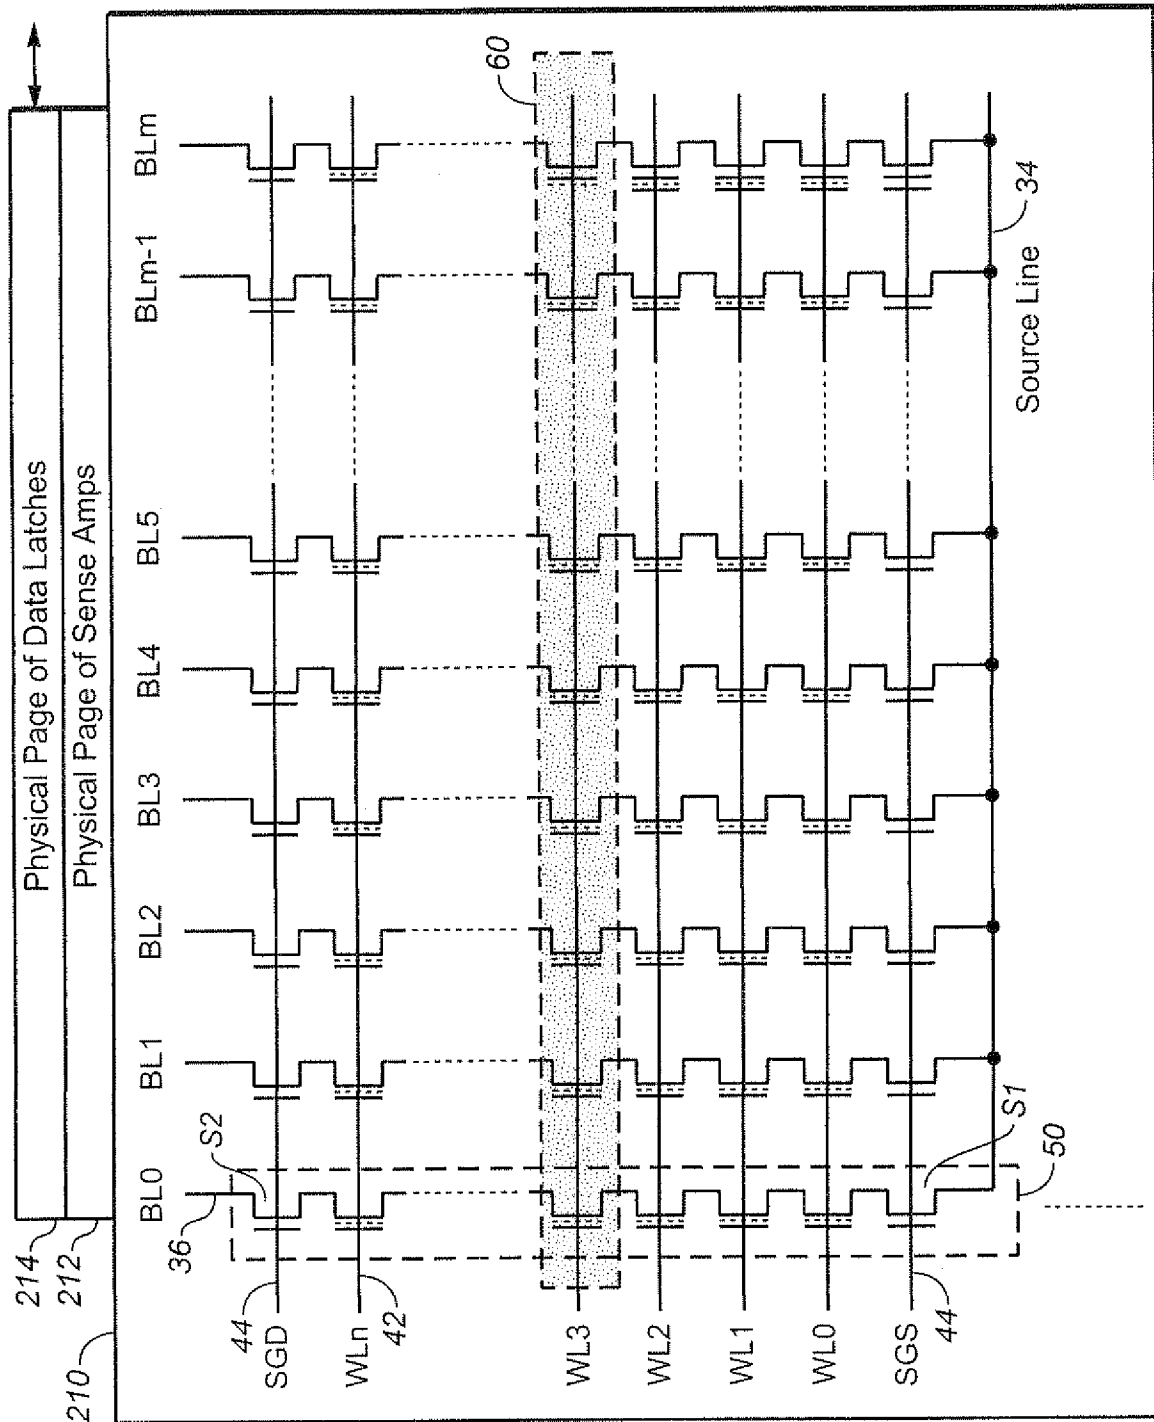 Physical Page of Data Latches
Physical Page of Sense Amps
214
212
210
BL0
BL1
BL2
BL3
BL4
BL5
BLm-1
BLm
36
S2
44
SGD
WLn
42
60
WL3
WL2
WL1
WL0
SGS
44
S1
50
34
Source Line